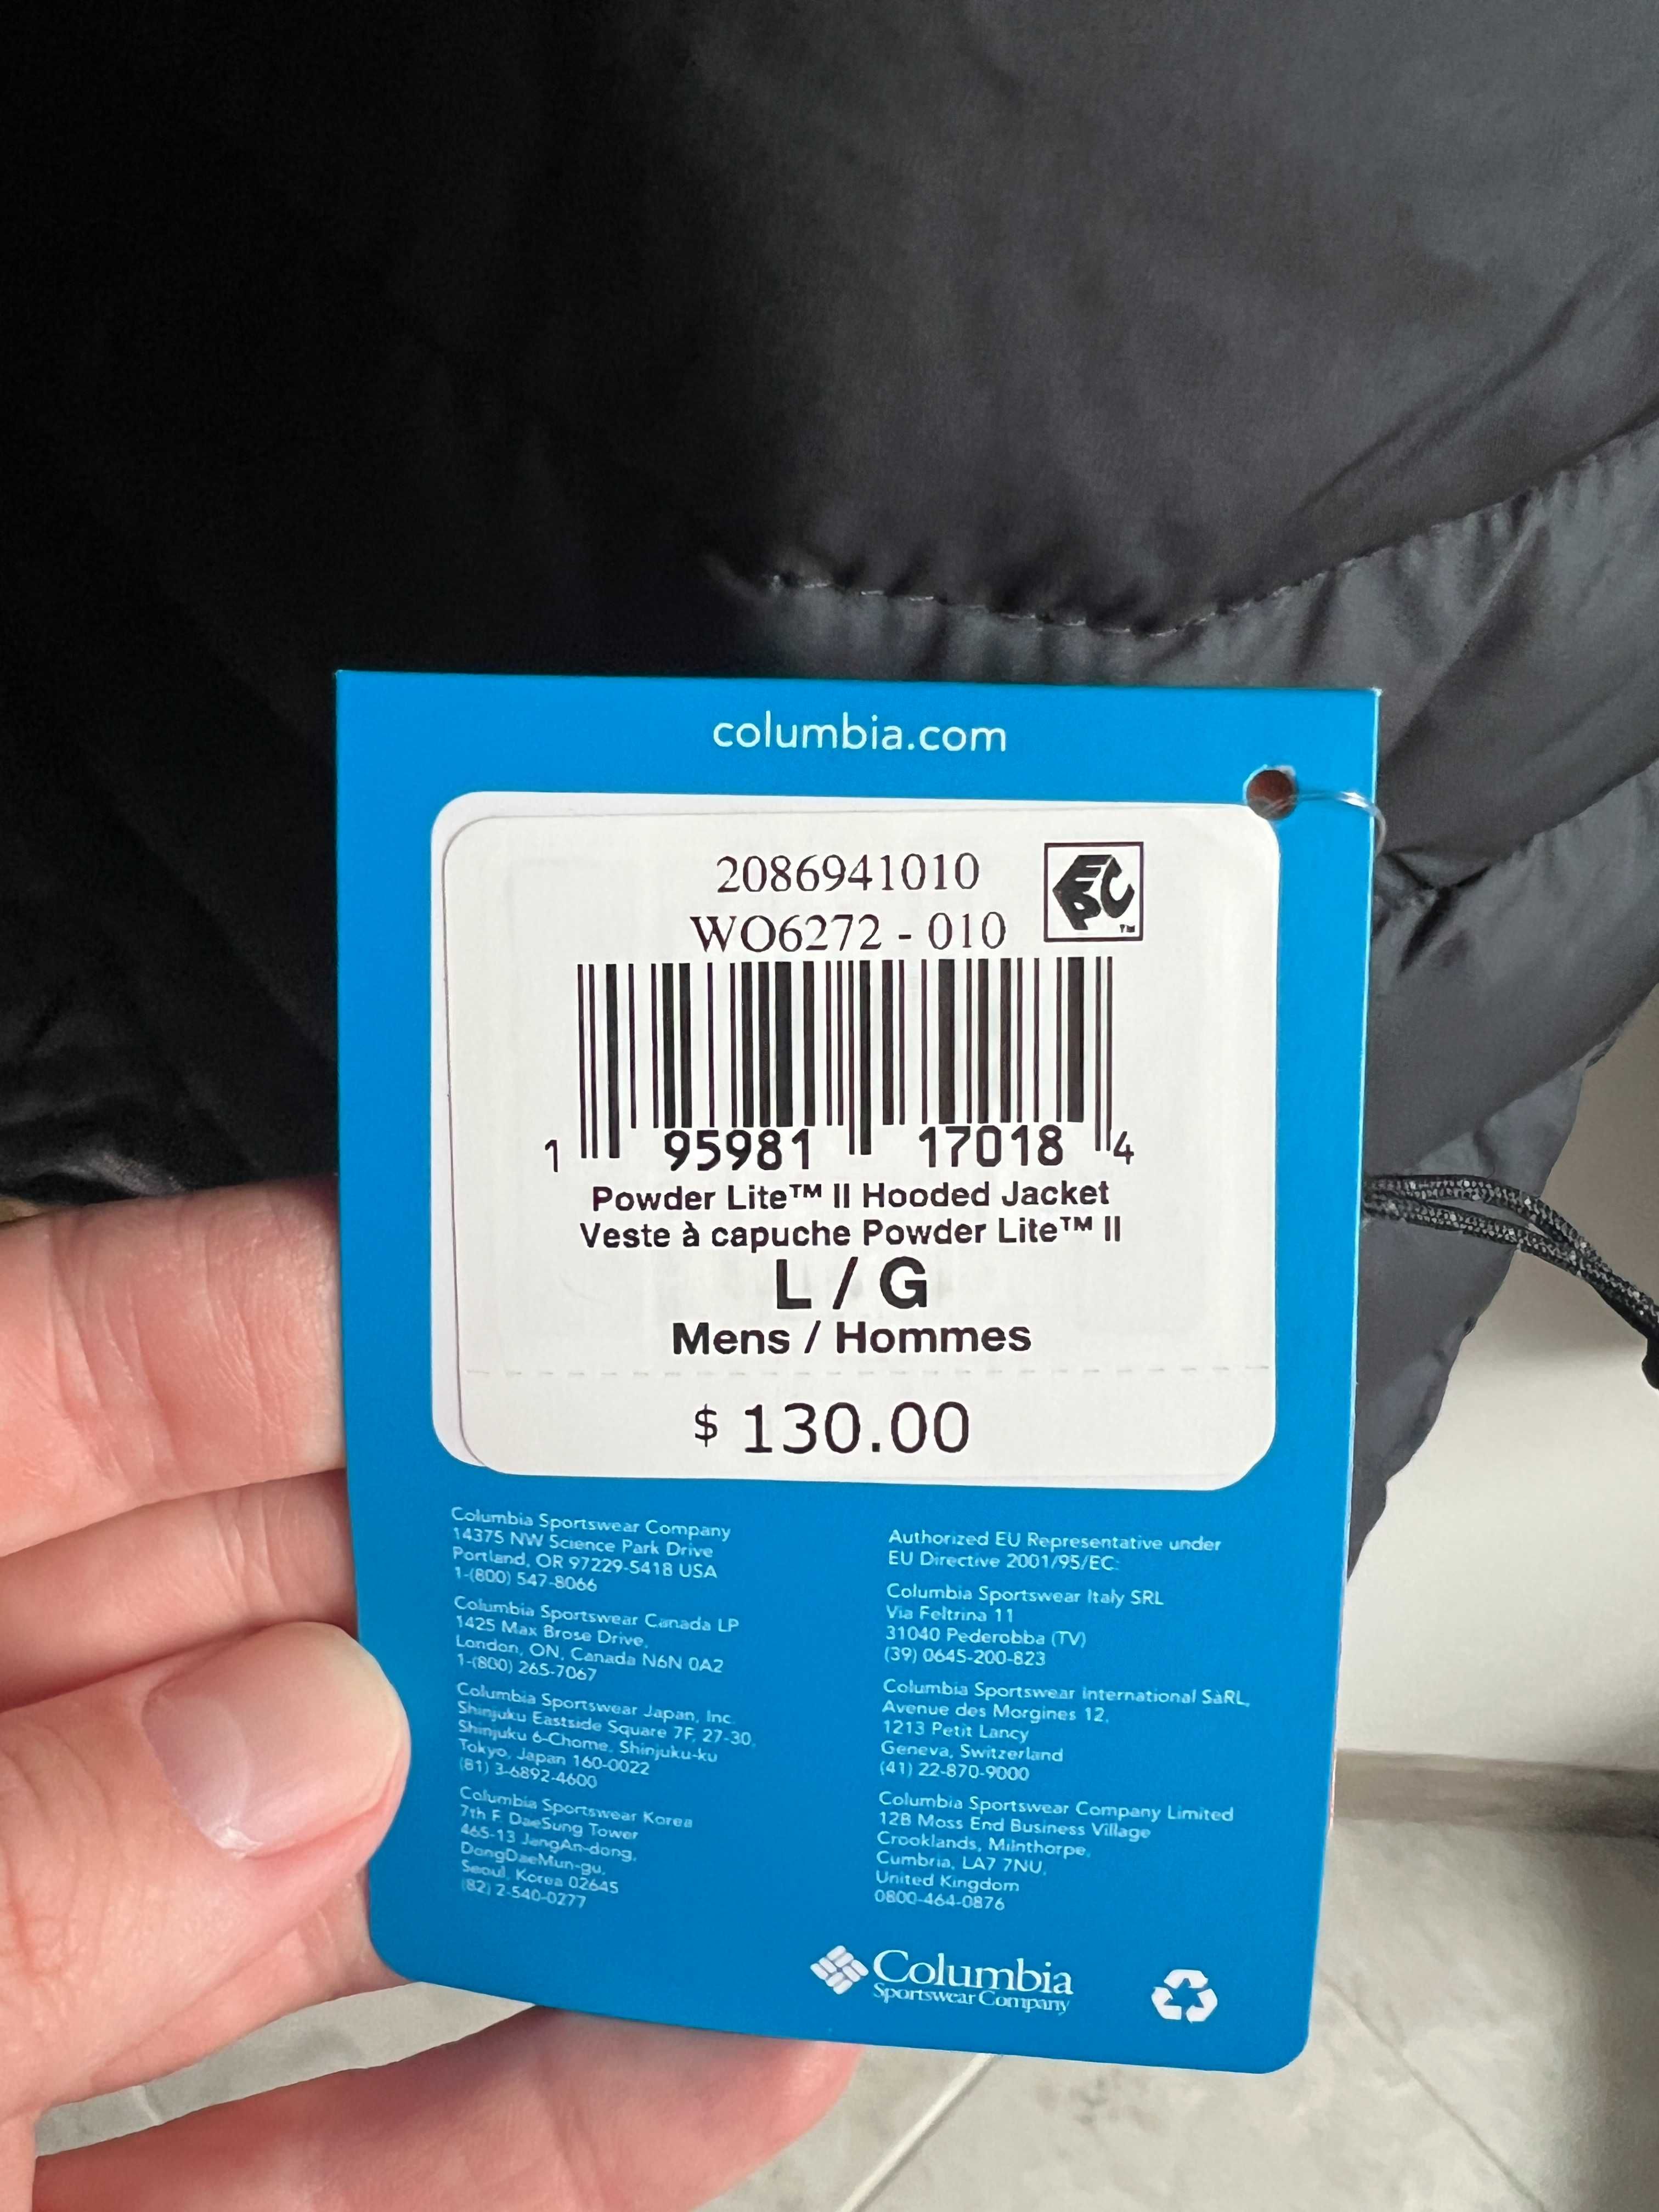 columbia.com
2086941010
WO6272 - 010
EPC™
1 95981 17018 4
Powder Lite™ II Hooded Jacket
Veste à capuche Powder Lite™ II
L / G
Mens / Hommes
$ 130.00
Columbia Sportswear Company
14375 NW Science Park Drive
Portland, OR 97229-5418 USA
1-(800) 547-8066
Columbia Sportswear Canada LP
1425 Max Brose Drive,
London, ON, Canada N6N 0A2
1-(800) 265-7067
Columbia Sportswear Japan, Inc.
Shinjuku Eastside Square 7F, 27-30,
Shinjuku 6-Chome, Shinjuku-ku
Tokyo, Japan 160-0022
(81) 3-6892-4600
Columbia Sportswear Korea
7th F. DaeSung Tower
465-13 JangAn-dong,
DongDaeMun-gu,
Seoul, Korea 02645
(82) 2-540-0277
Authorized EU Representative under
EU Directive 2001/95/EC:
Columbia Sportswear Italy SRL
Via Feltrina 11
31040 Pederobba (TV)
(39) 0645-200-823
Columbia Sportswear International SàRL,
Avenue des Morgines 12,
1213 Petit Lancy
Geneva, Switzerland
(41) 22-870-9000
Columbia Sportswear Company Limited
12B Moss End Business Village
Crooklands, Milnthorpe,
Cumbria, LA7 7NU,
United Kingdom
0800-464-0876
Columbia
Sportswear Company